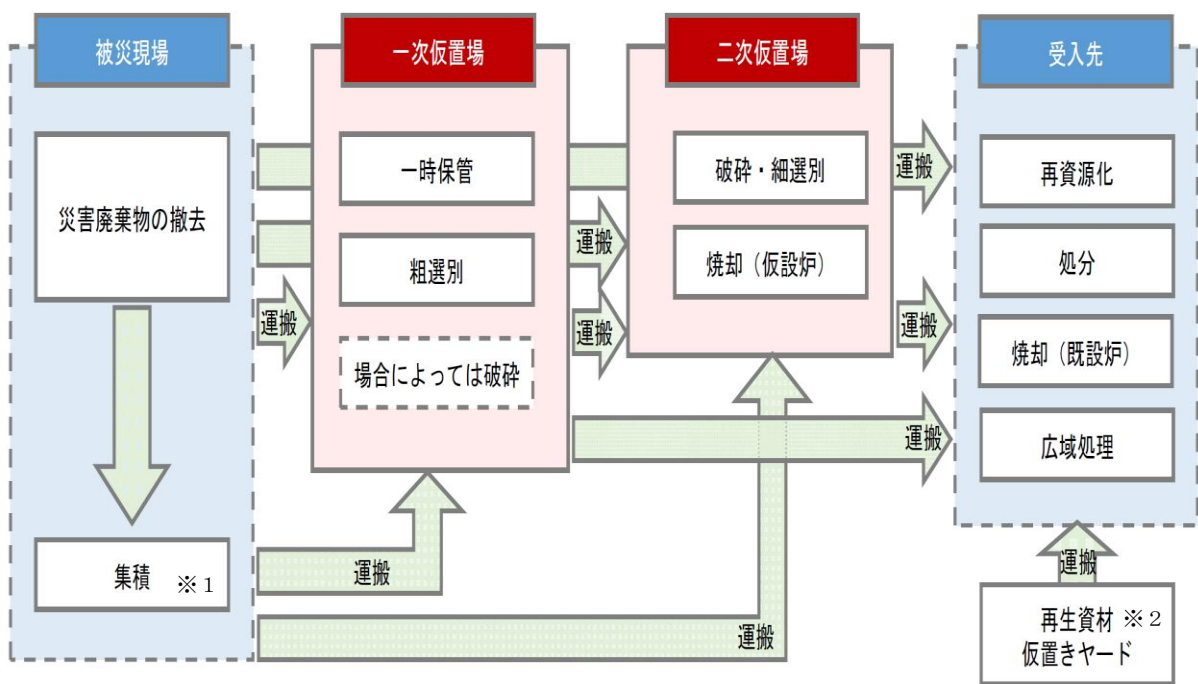 被災現場
災害廃棄物の撤去
集積 ※1
運搬
運搬
運搬
一次仮置場
一時保管
粗選別
場合によっては破砕
運搬
運搬
運搬
二次仮置場
破砕・細選別
焼却（仮設炉）
運搬
運搬
受入先
再資源化
処分
焼却（既設炉）
広域処理
運搬
再生資材 ※2
仮置きヤード